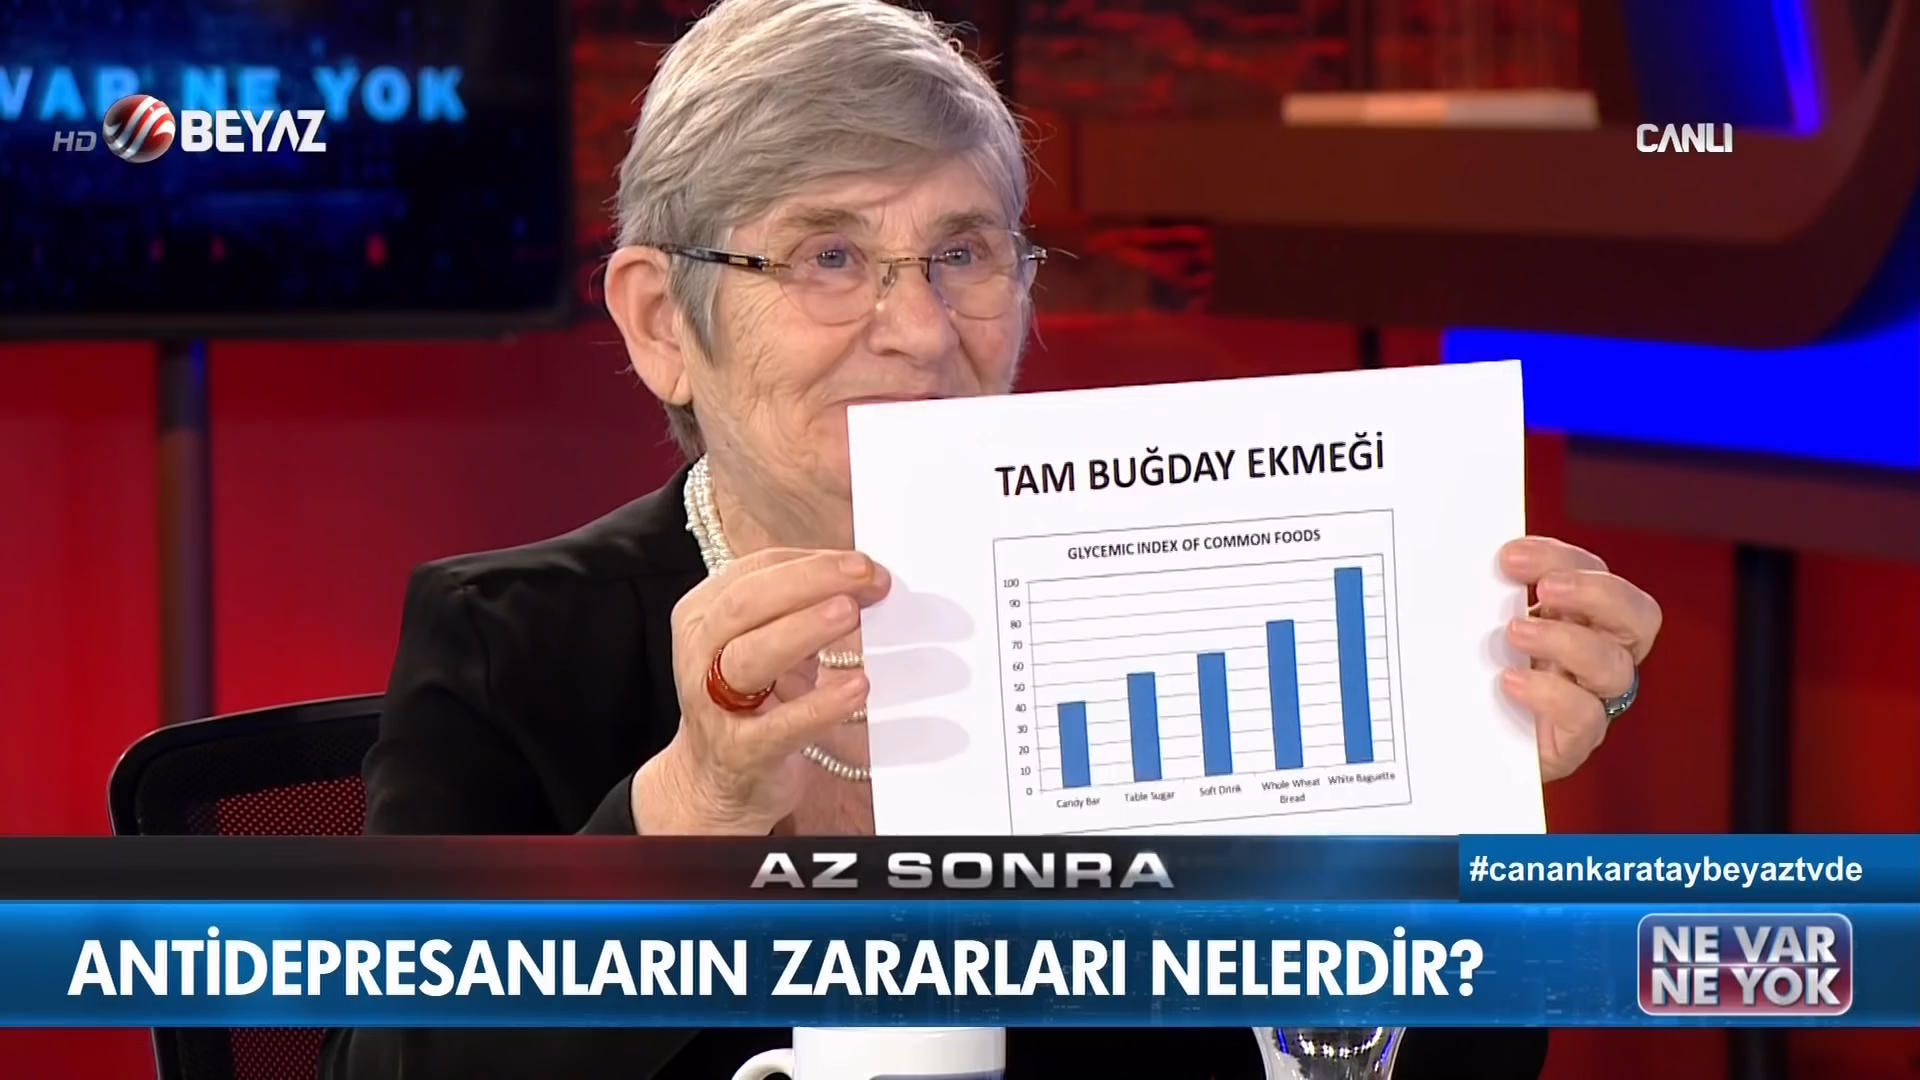 VAR NE YOK
HD BEYAZ
CANLI
TAM BUĞDAY EKMEĞİ
GLYCEMIC INDEX OF COMMON FOODS
100
90
80
70
60
50
40
30
20
10
0
Candy Bar
Table Sugar
Soft Drink
Whole Wheat
Bread
White Baguette
AZ SONRA
#canankarataybeyaztvde
ANTİDEPRESANLARIN ZARARLARI NELERDİR?
NE VAR
NE YOK